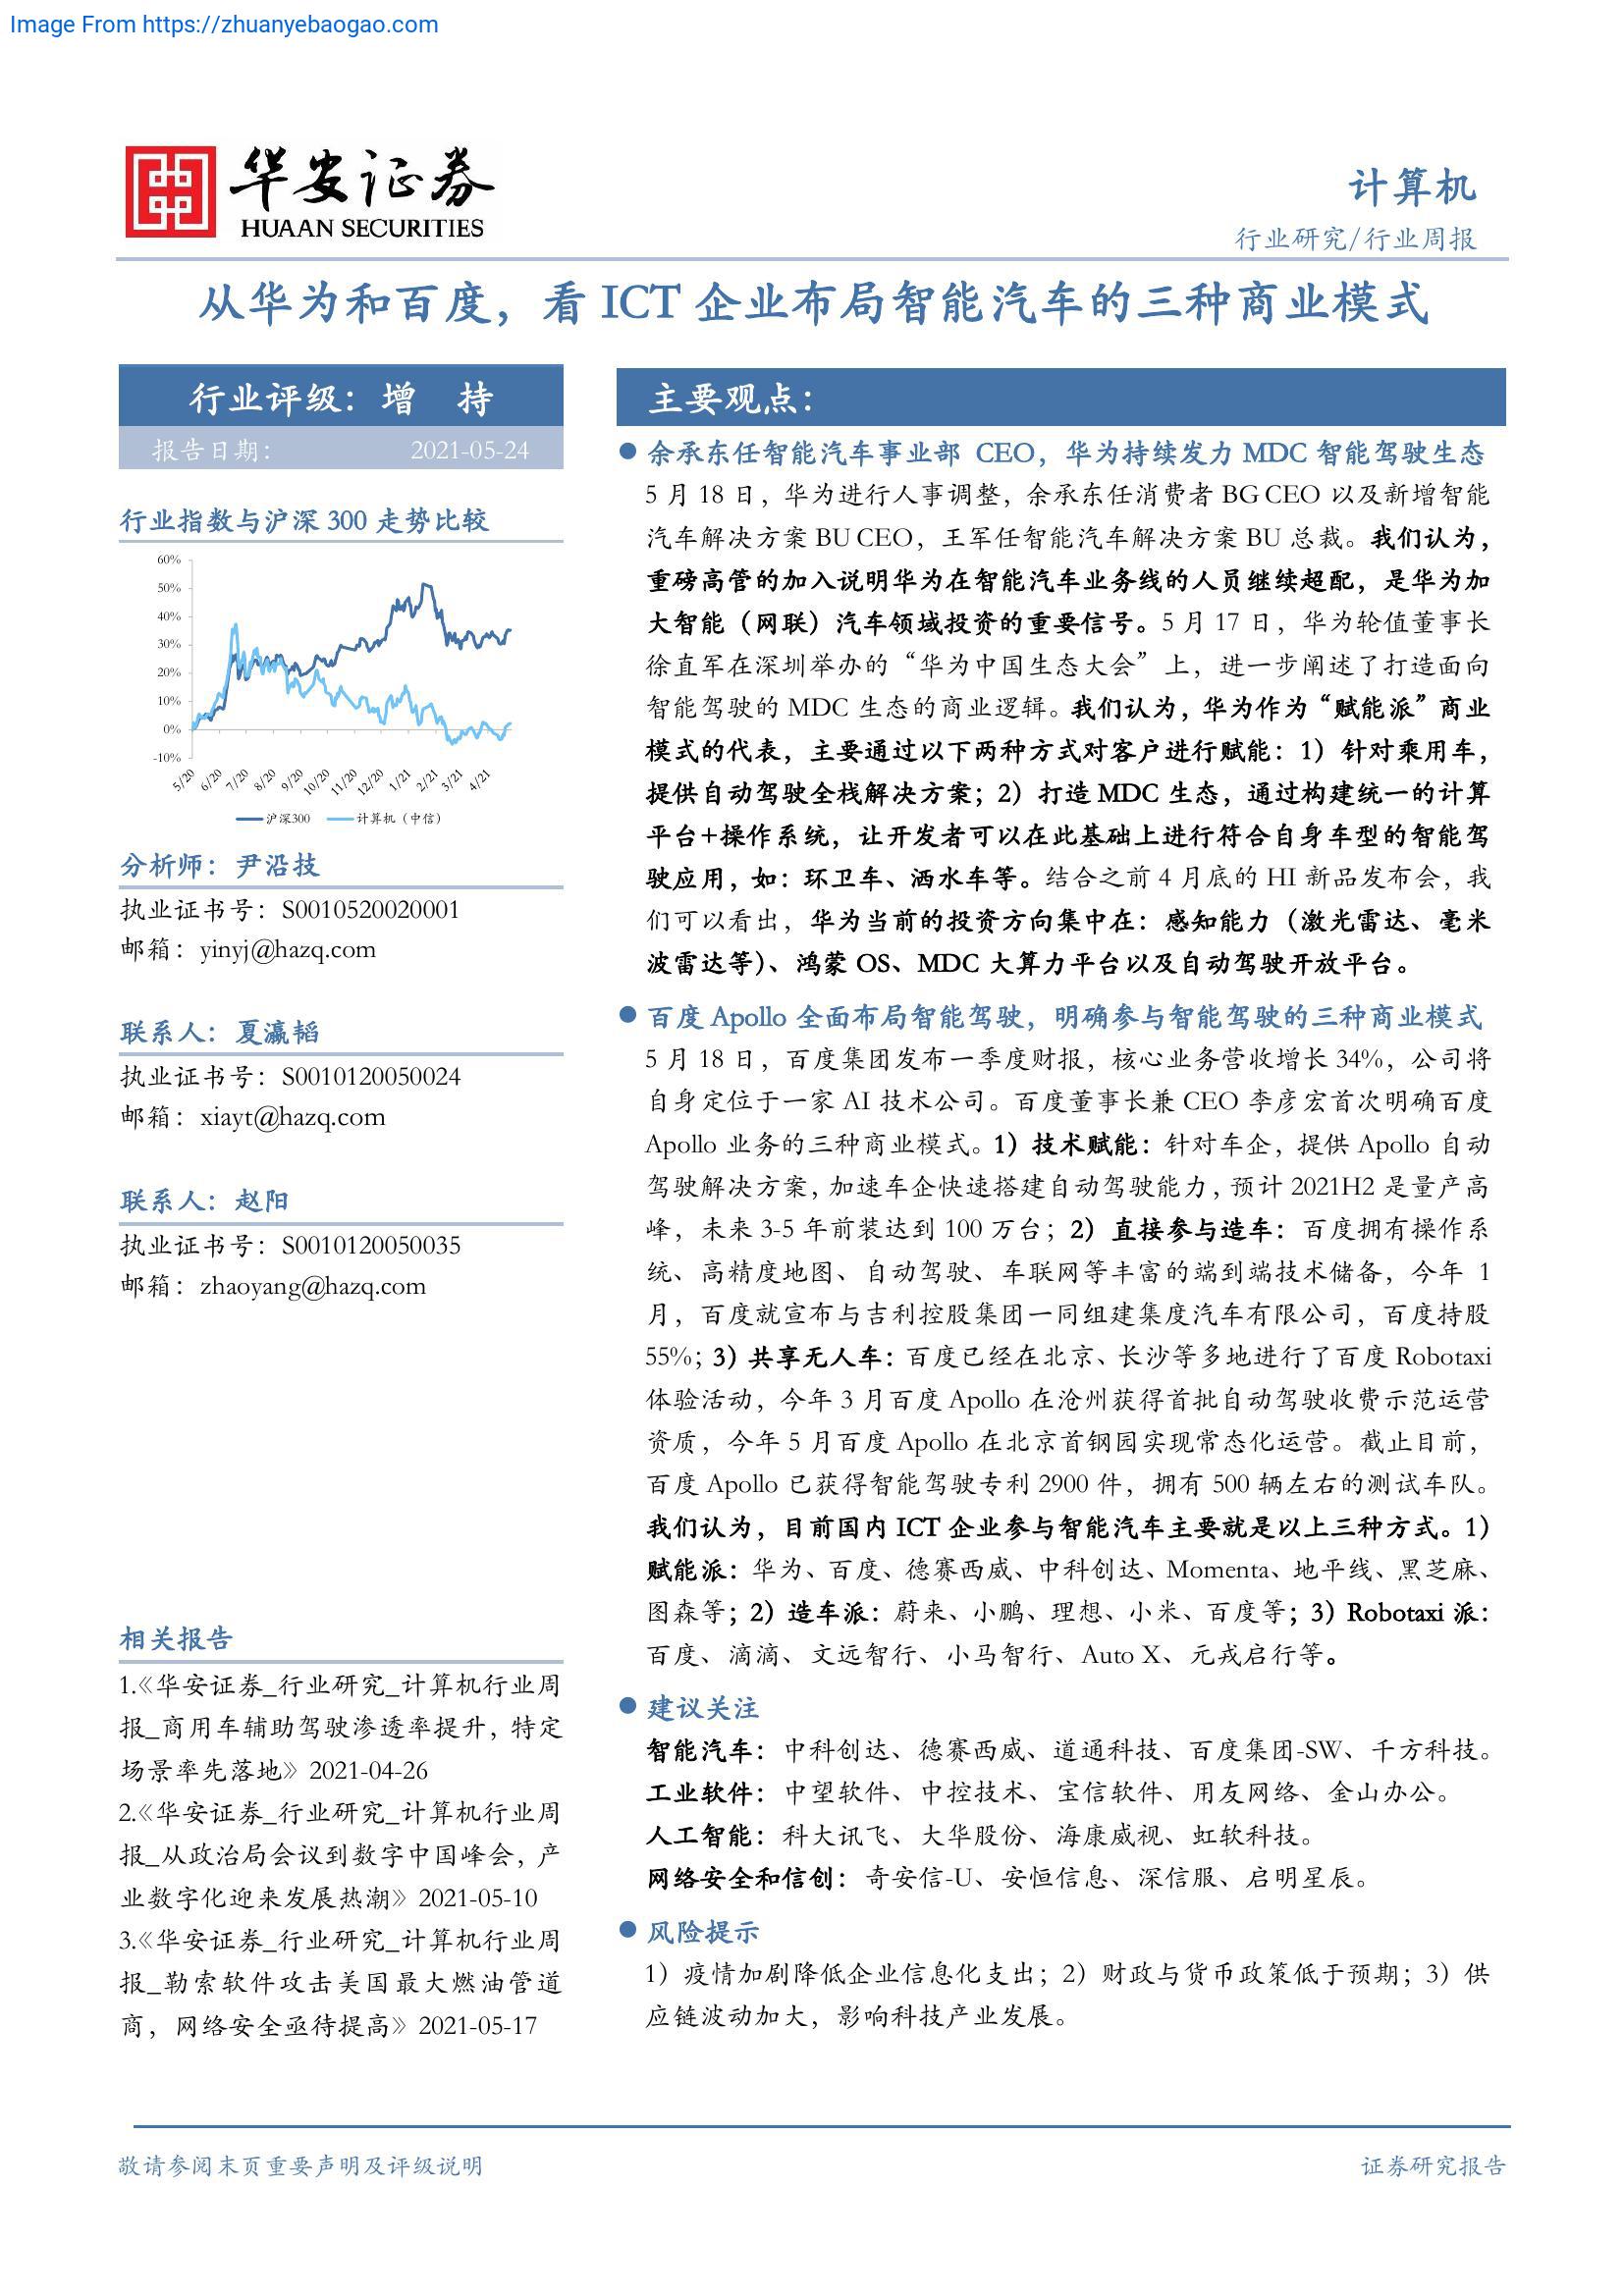 Image From https://zhuanyebaogao.com
华安证券
HUAAN SECURITIES
计算机
行业研究/行业周报
从华为和百度，看 ICT 企业布局智能汽车的三种商业模式
行业评级：增 持
报告日期： 2021-05-24
行业指数与沪深 300 走势比较
60%
50%
40%
30%
20%
10%
0%
-10%
5/20 6/20 7/20 8/20 9/20 10/20 11/20 12/20 1/21 2/21 3/21 4/21
沪深300 计算机（中信）
分析师：尹沿技
执业证书号：S0010520020001
邮箱：yinyj@hazq.com
联系人：夏瀛韬
执业证书号：S0010120050024
邮箱：xiayt@hazq.com
联系人：赵阳
执业证书号：S0010120050035
邮箱：zhaoyang@hazq.com
相关报告
1.《华安证券_行业研究_计算机行业周
报_商用车辅助驾驶渗透率提升，特定
场景率先落地》2021-04-26
2.《华安证券_行业研究_计算机行业周
报_从政治局会议到数字中国峰会，产
业数字化迎来发展热潮》2021-05-10
3.《华安证券_行业研究_计算机行业周
报_勒索软件攻击美国最大燃油管道
商，网络安全亟待提高》2021-05-17
主要观点：
● 余承东任智能汽车事业部 CEO，华为持续发力 MDC 智能驾驶生态
5 月 18 日，华为进行人事调整，余承东任消费者 BG CEO 以及新增智能
汽车解决方案 BU CEO，王军任智能汽车解决方案 BU 总裁。我们认为，
重磅高管的加入说明华为在智能汽车业务线的人员继续超配，是华为加
大智能（网联）汽车领域投资的重要信号。5 月 17 日，华为轮值董事长
徐直军在深圳举办的“华为中国生态大会”上，进一步阐述了打造面向
智能驾驶的 MDC 生态的商业逻辑。我们认为，华为作为“赋能派”商业
模式的代表，主要通过以下两种方式对客户进行赋能：1）针对乘用车，
提供自动驾驶全栈解决方案；2）打造 MDC 生态，通过构建统一的计算
平台+操作系统，让开发者可以在此基础上进行符合自身车型的智能驾
驶应用，如：环卫车、洒水车等。结合之前 4 月底的 HI 新品发布会，我
们可以看出，华为当前的投资方向集中在：感知能力（激光雷达、毫米
波雷达等）、鸿蒙 OS、MDC 大算力平台以及自动驾驶开放平台。
● 百度 Apollo 全面布局智能驾驶，明确参与智能驾驶的三种商业模式
5 月 18 日，百度集团发布一季度财报，核心业务营收增长 34%，公司将
自身定位于一家 AI 技术公司。百度董事长兼 CEO 李彦宏首次明确百度
Apollo 业务的三种商业模式。1）技术赋能：针对车企，提供 Apollo 自动
驾驶解决方案，加速车企快速搭建自动驾驶能力，预计 2021H2 是量产高
峰，未来 3-5 年前装达到 100 万台；2）直接参与造车：百度拥有操作系
统、高精度地图、自动驾驶、车联网等丰富的端到端技术储备，今年 1
月，百度就宣布与吉利控股集团一同组建集度汽车有限公司，百度持股
55%；3）共享无人车：百度已经在北京、长沙等多地进行了百度 Robotaxi
体验活动，今年 3 月百度 Apollo 在沧州获得首批自动驾驶收费示范运营
资质，今年 5 月百度 Apollo 在北京首钢园实现常态化运营。截止目前，
百度 Apollo 已获得智能驾驶专利 2900 件，拥有 500 辆左右的测试车队。
我们认为，目前国内 ICT 企业参与智能汽车主要就是以上三种方式。1）
赋能派：华为、百度、德赛西威、中科创达、Momenta、地平线、黑芝麻、
图森等；2）造车派：蔚来、小鹏、理想、小米、百度等；3）Robotaxi 派：
百度、滴滴、文远智行、小马智行、Auto X、元戎启行等。
● 建议关注
智能汽车：中科创达、德赛西威、道通科技、百度集团-SW、千方科技。
工业软件：中望软件、中控技术、宝信软件、用友网络、金山办公。
人工智能：科大讯飞、大华股份、海康威视、虹软科技。
网络安全和信创：奇安信-U、安恒信息、深信服、启明星辰。
● 风险提示
1）疫情加剧降低企业信息化支出；2）财政与货币政策低于预期；3）供
应链波动加大，影响科技产业发展。
敬请参阅末页重要声明及评级说明
证券研究报告